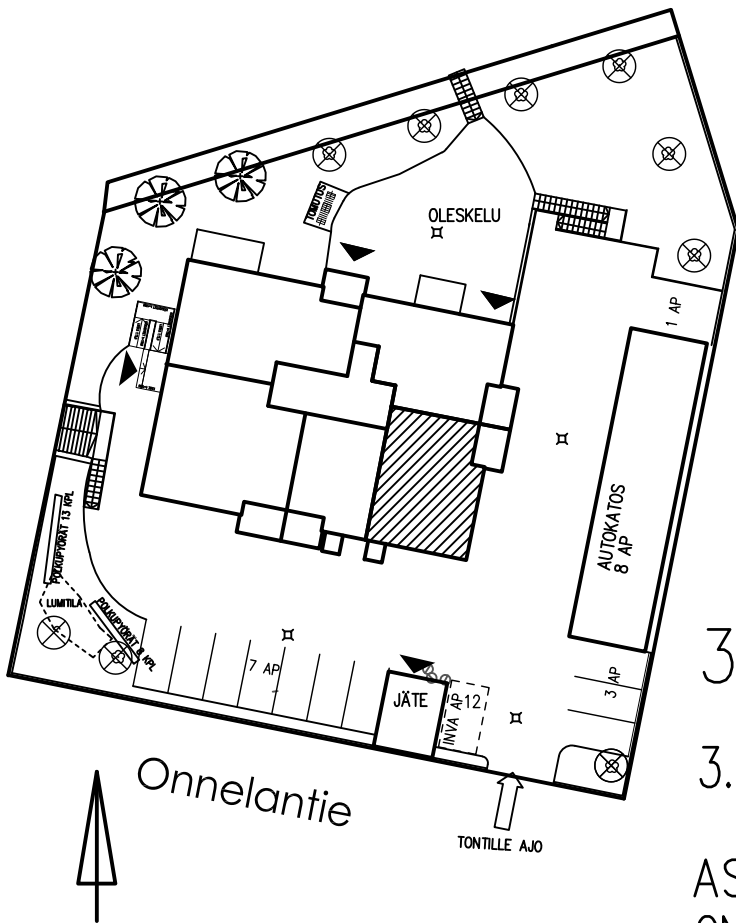 TOMUTUS
OLESKELU
1 AP
AUTOKATOS
8 AP
POLKUPYÖRÄT 13 KPL
LUMITILA
POLKUPYÖRÄT 8 KPL
7 AP
JÄTE
INVA AP 12
3 AP
3
3.
Onnelantie
TONTILLE AJO
AS